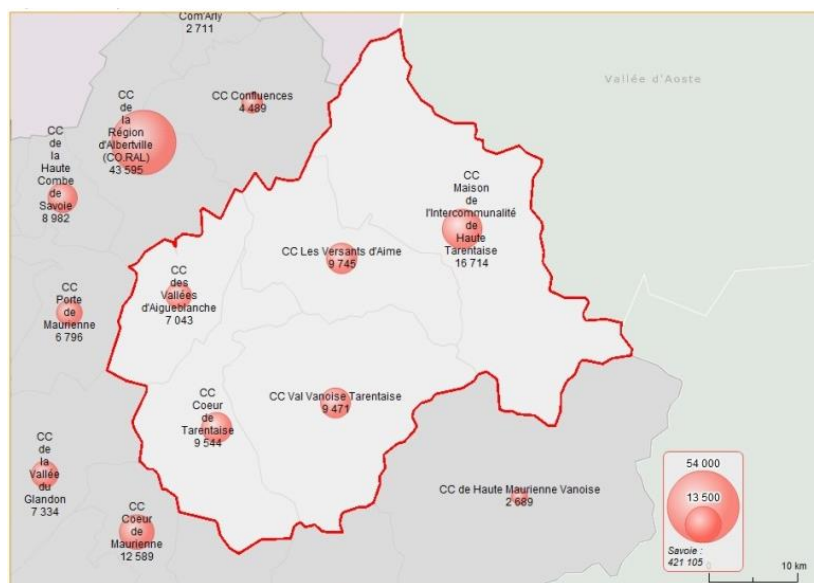 Com'Arly
2 711
Vallée d'Aoste
CC Confluences
4 489
CC
de
la
Région
d'Albertville
(CO.RAL)
43 595
CC
de
la Haute
Combe
de
Savoie
8 982
CC
Maison
de
l'Intercommunalité
de
Haute
Tarentaise
16 714
CC Les Versants d'Aime
9 745
CC
des
Vallées
d'Aigueblanche
7 043
CC
Porte
de
Maurienne
6 796
CC Val Vanoise Tarentaise
9 471
CC
Coeur
de
Tarentaise
9 544
CC
de
la
Vallée
du
Glandon
7 334
CC de Haute Maurienne Vanoise
2 689
CC
Coeur
de
Maurienne
12 589
54 000
13 500
Savoie :
421 105
0 10 km